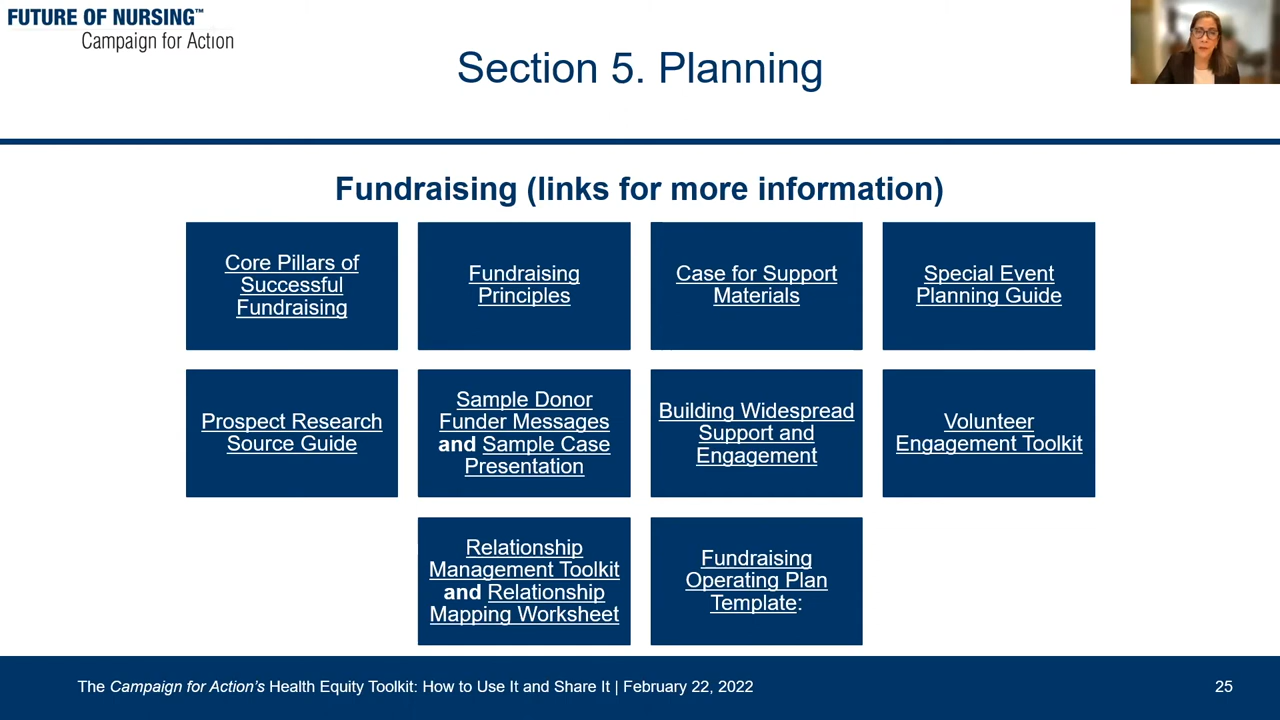 FUTURE OF NURSING™
Campaign for Action
Section 5. Planning
Fundraising (links for more information)
Core Pillars of
Successful
Fundraising
Fundraising
Principles
Case for Support
Materials
Special Event
Planning Guide
Prospect Research
Source Guide
Sample Donor
Funder Messages
and Sample Case
Presentation
Building Widespread
Support and
Engagement
Volunteer
Engagement Toolkit
Relationship
Management Toolkit
and Relationship
Mapping Worksheet
Fundraising
Operating Plan
Template:
The Campaign for Action's Health Equity Toolkit: How to Use It and Share It | February 22, 2022
25